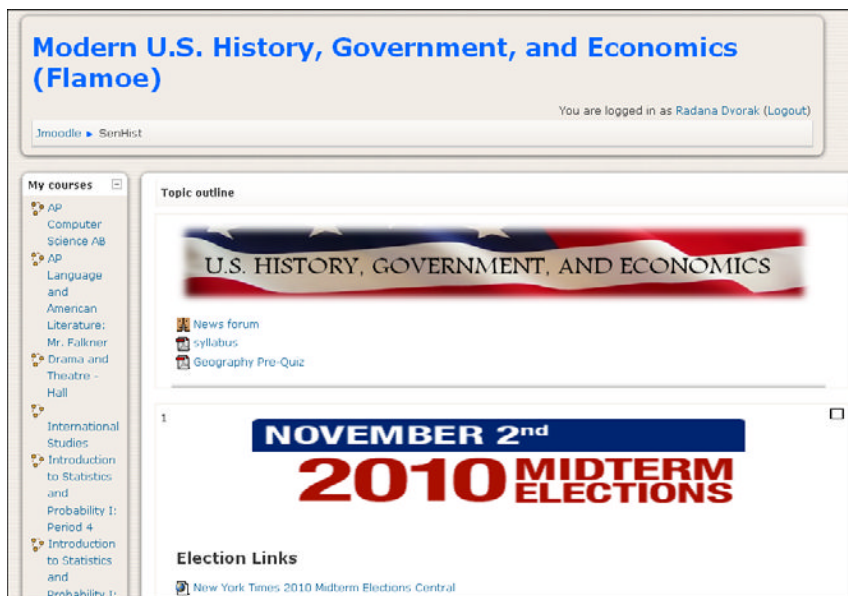 Modern U.S. History, Government, and Economics
(Flamoe)
You are logged in as Radana Dvorak (Logout)
Jmoodle ► SenHist
My courses
AP
Computer
Science AB
AP
Language
and
American
Literature:
Mr. Falkner
Drama and
Theatre -
Hall
International
Studies
Introduction
to Statistics
and
Probability I:
Period 4
Introduction
to Statistics
and
Probability I:
Topic outline
U.S. HISTORY, GOVERNMENT, AND ECONOMICS
News forum
syllabus
Geography Pre-Quiz
1
NOVEMBER 2nd
2010 MIDTERM
ELECTIONS
Election Links
New York Times 2010 Midterm Elections Central